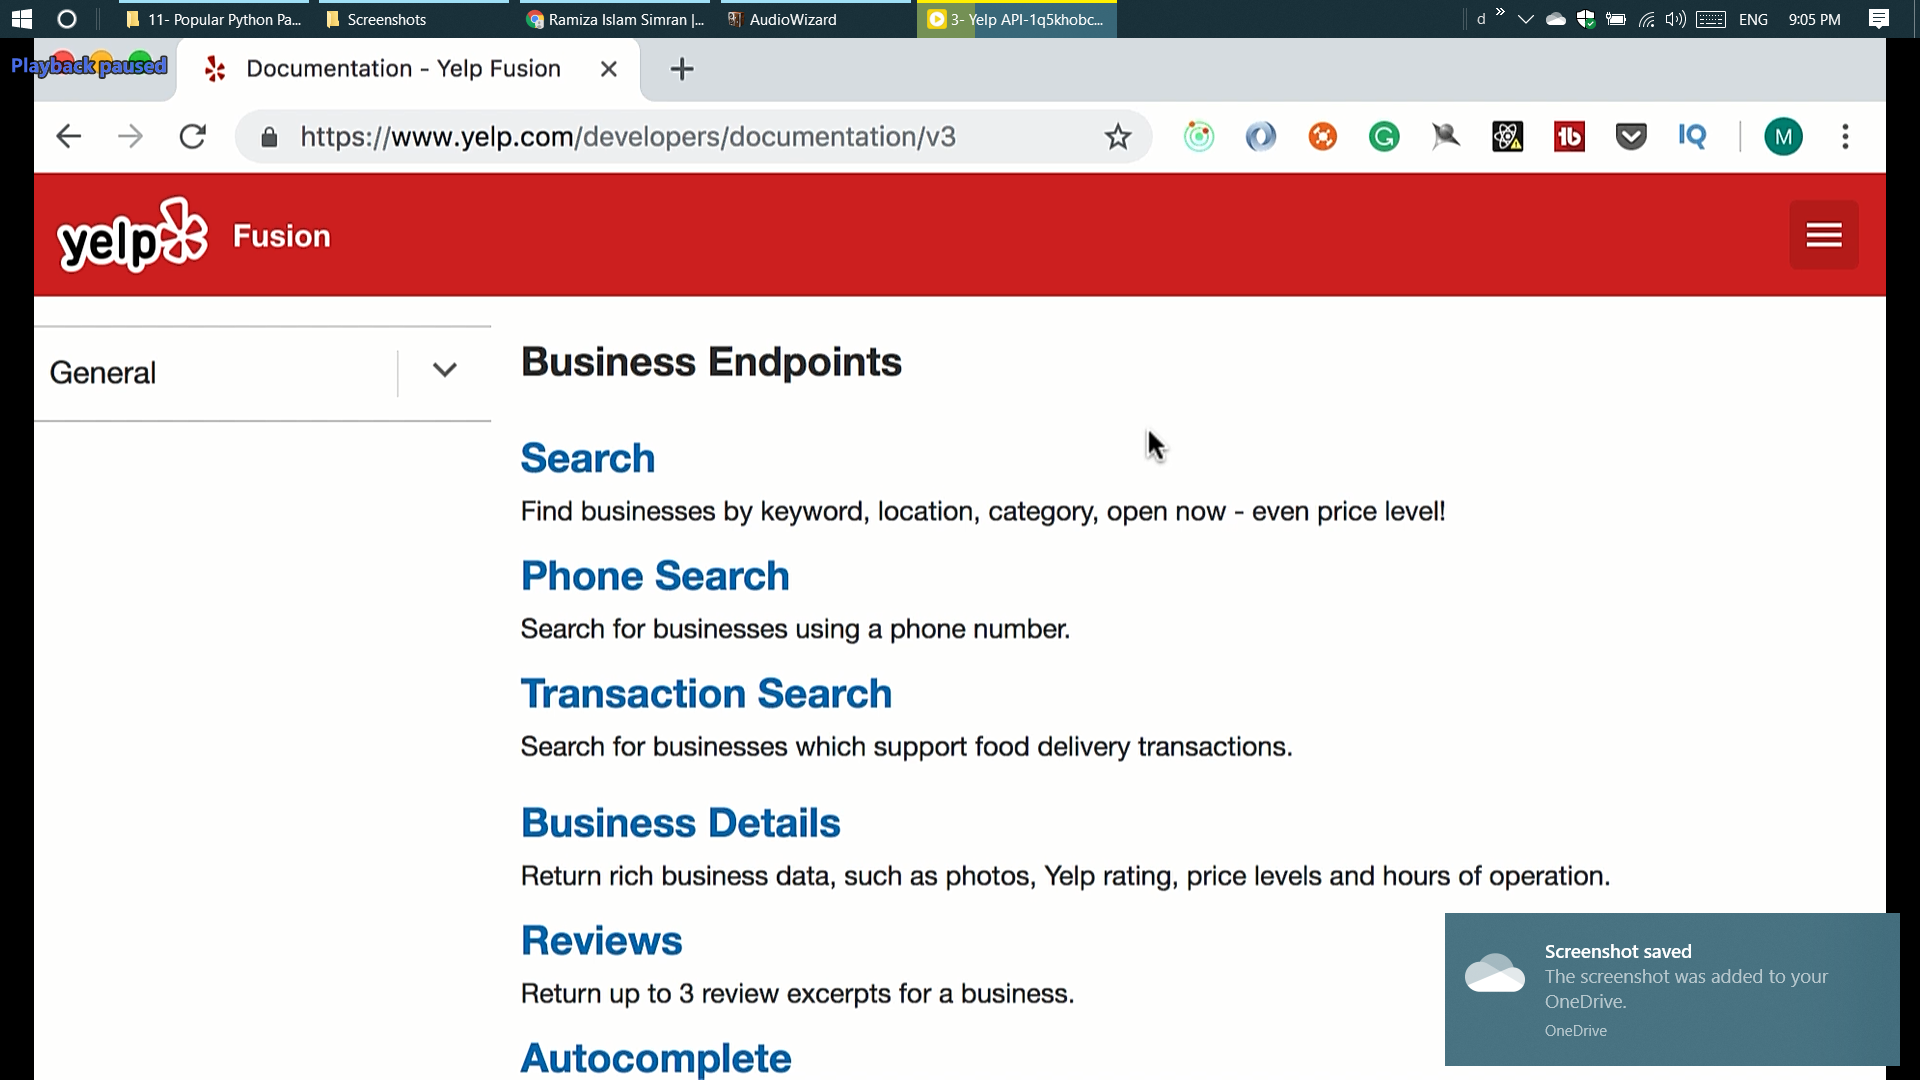 11- Popular Python Pa...
Screenshots
Ramiza Islam Simran |...
AudioWizard
3- Yelp API-1q5khobc...
d
»
ENG
9:05 PM
Playback paused
Documentation - Yelp Fusion
https://www.yelp.com/developers/documentation/v3
G
tb
IQ
M
yelp
Fusion
General
Business Endpoints
Search
Find businesses by keyword, location, category, open now - even price level!
Phone Search
Search for businesses using a phone number.
Transaction Search
Search for businesses which support food delivery transactions.
Business Details
Return rich business data, such as photos, Yelp rating, price levels and hours of operation.
Reviews
Return up to 3 review excerpts for a business.
Autocomplete
Screenshot saved
The screenshot was added to your
OneDrive.
OneDrive